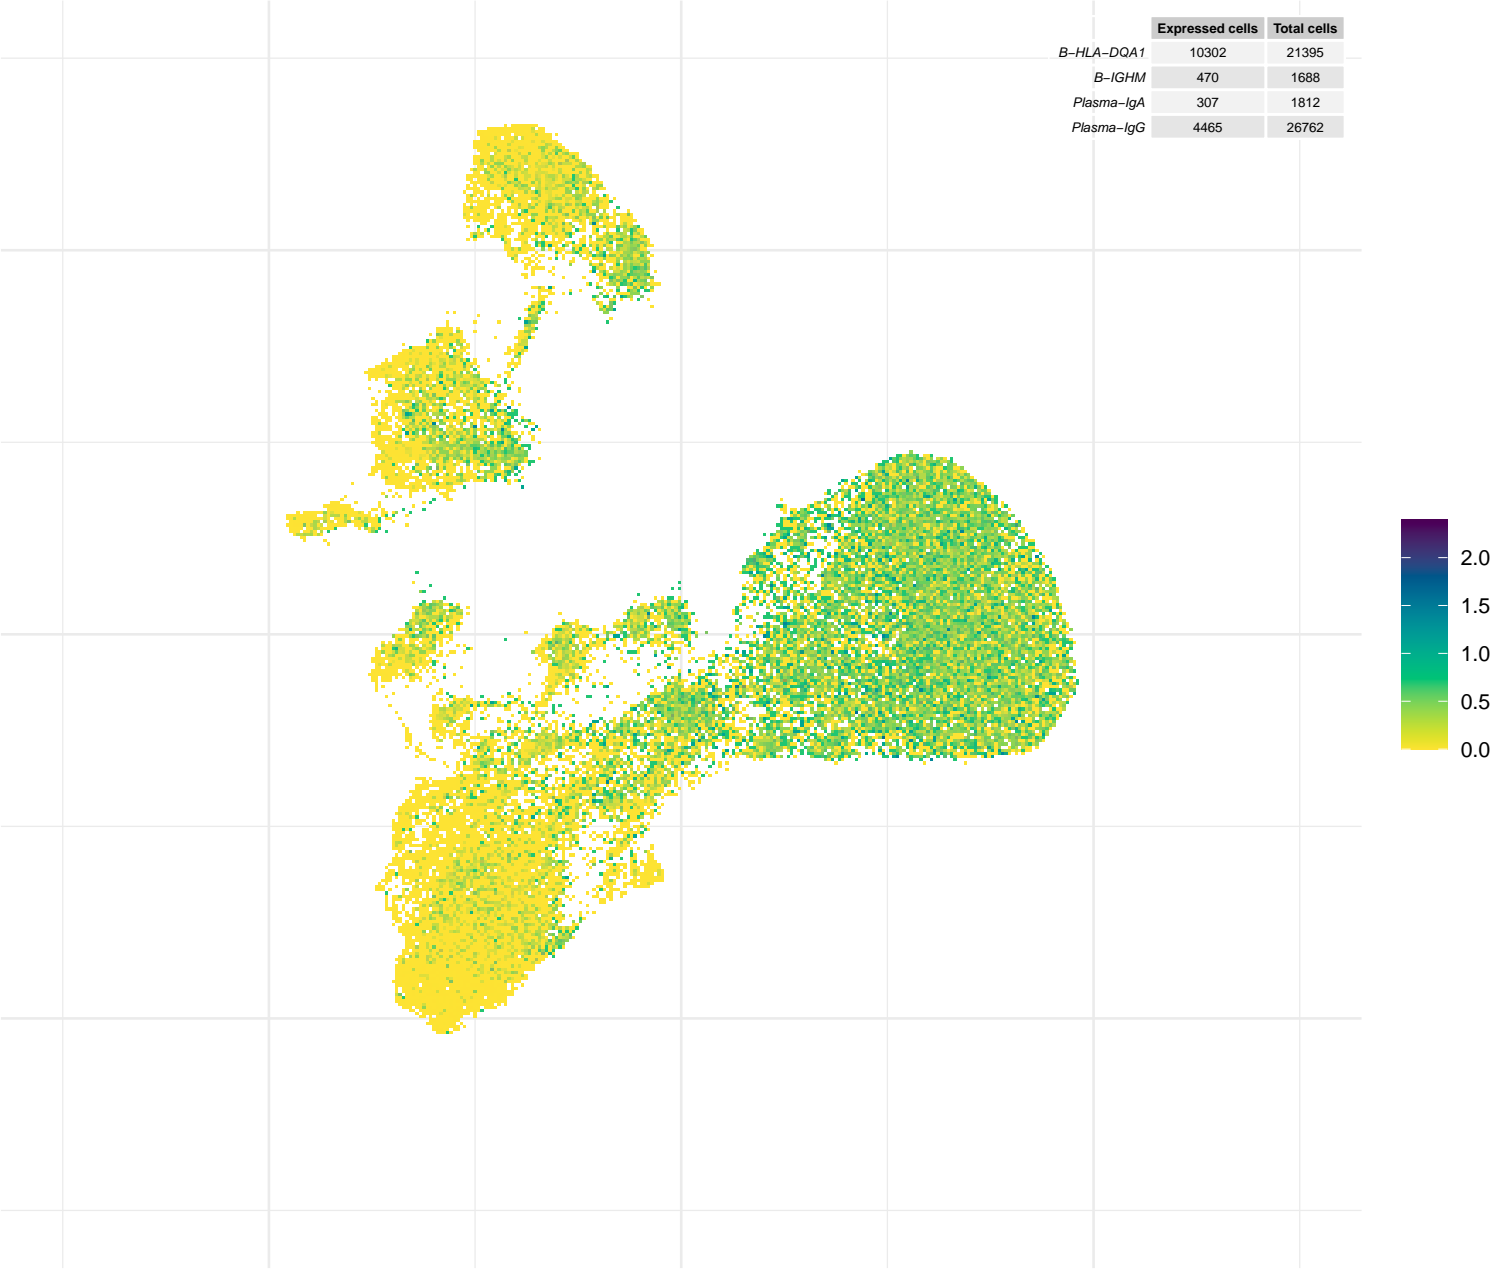 Expressed cells Total cells
B−HLA−DQA1 10302 21395
B−IGHM 470 1688
Plasma−IgA 307 1812
Plasma−IgG 4465 26762
2.0
1.5
1.0
0.5
0.0